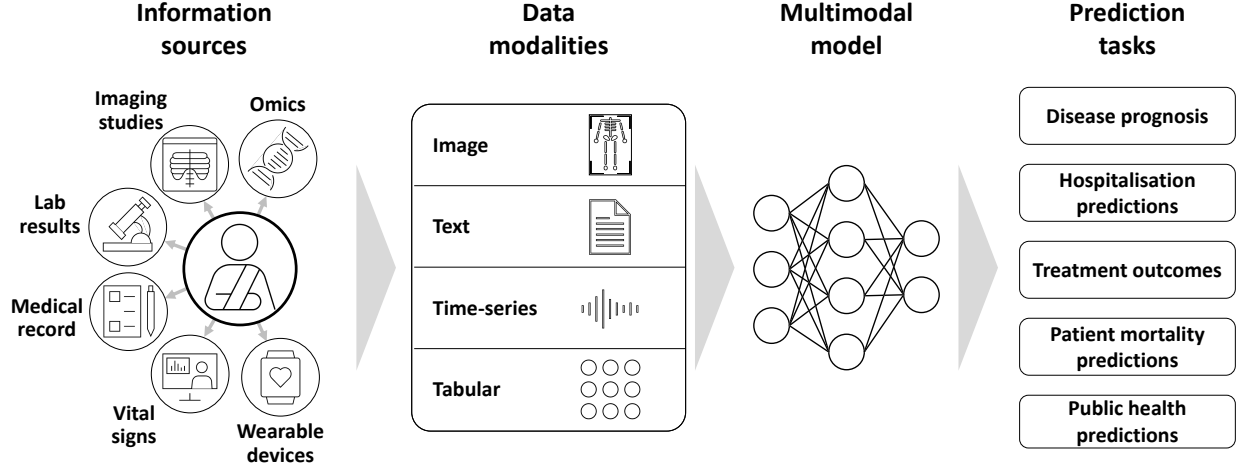 Information
sources
Data
modalities
Multimodal
model
Prediction
tasks
Imaging
studies
Omics
Lab
results
Medical
record
Vital
signs
Wearable
devices
Image
Text
Time-series
Tabular
Disease prognosis
Hospitalisation
predictions
Treatment outcomes
Patient mortality
predictions
Public health
predictions